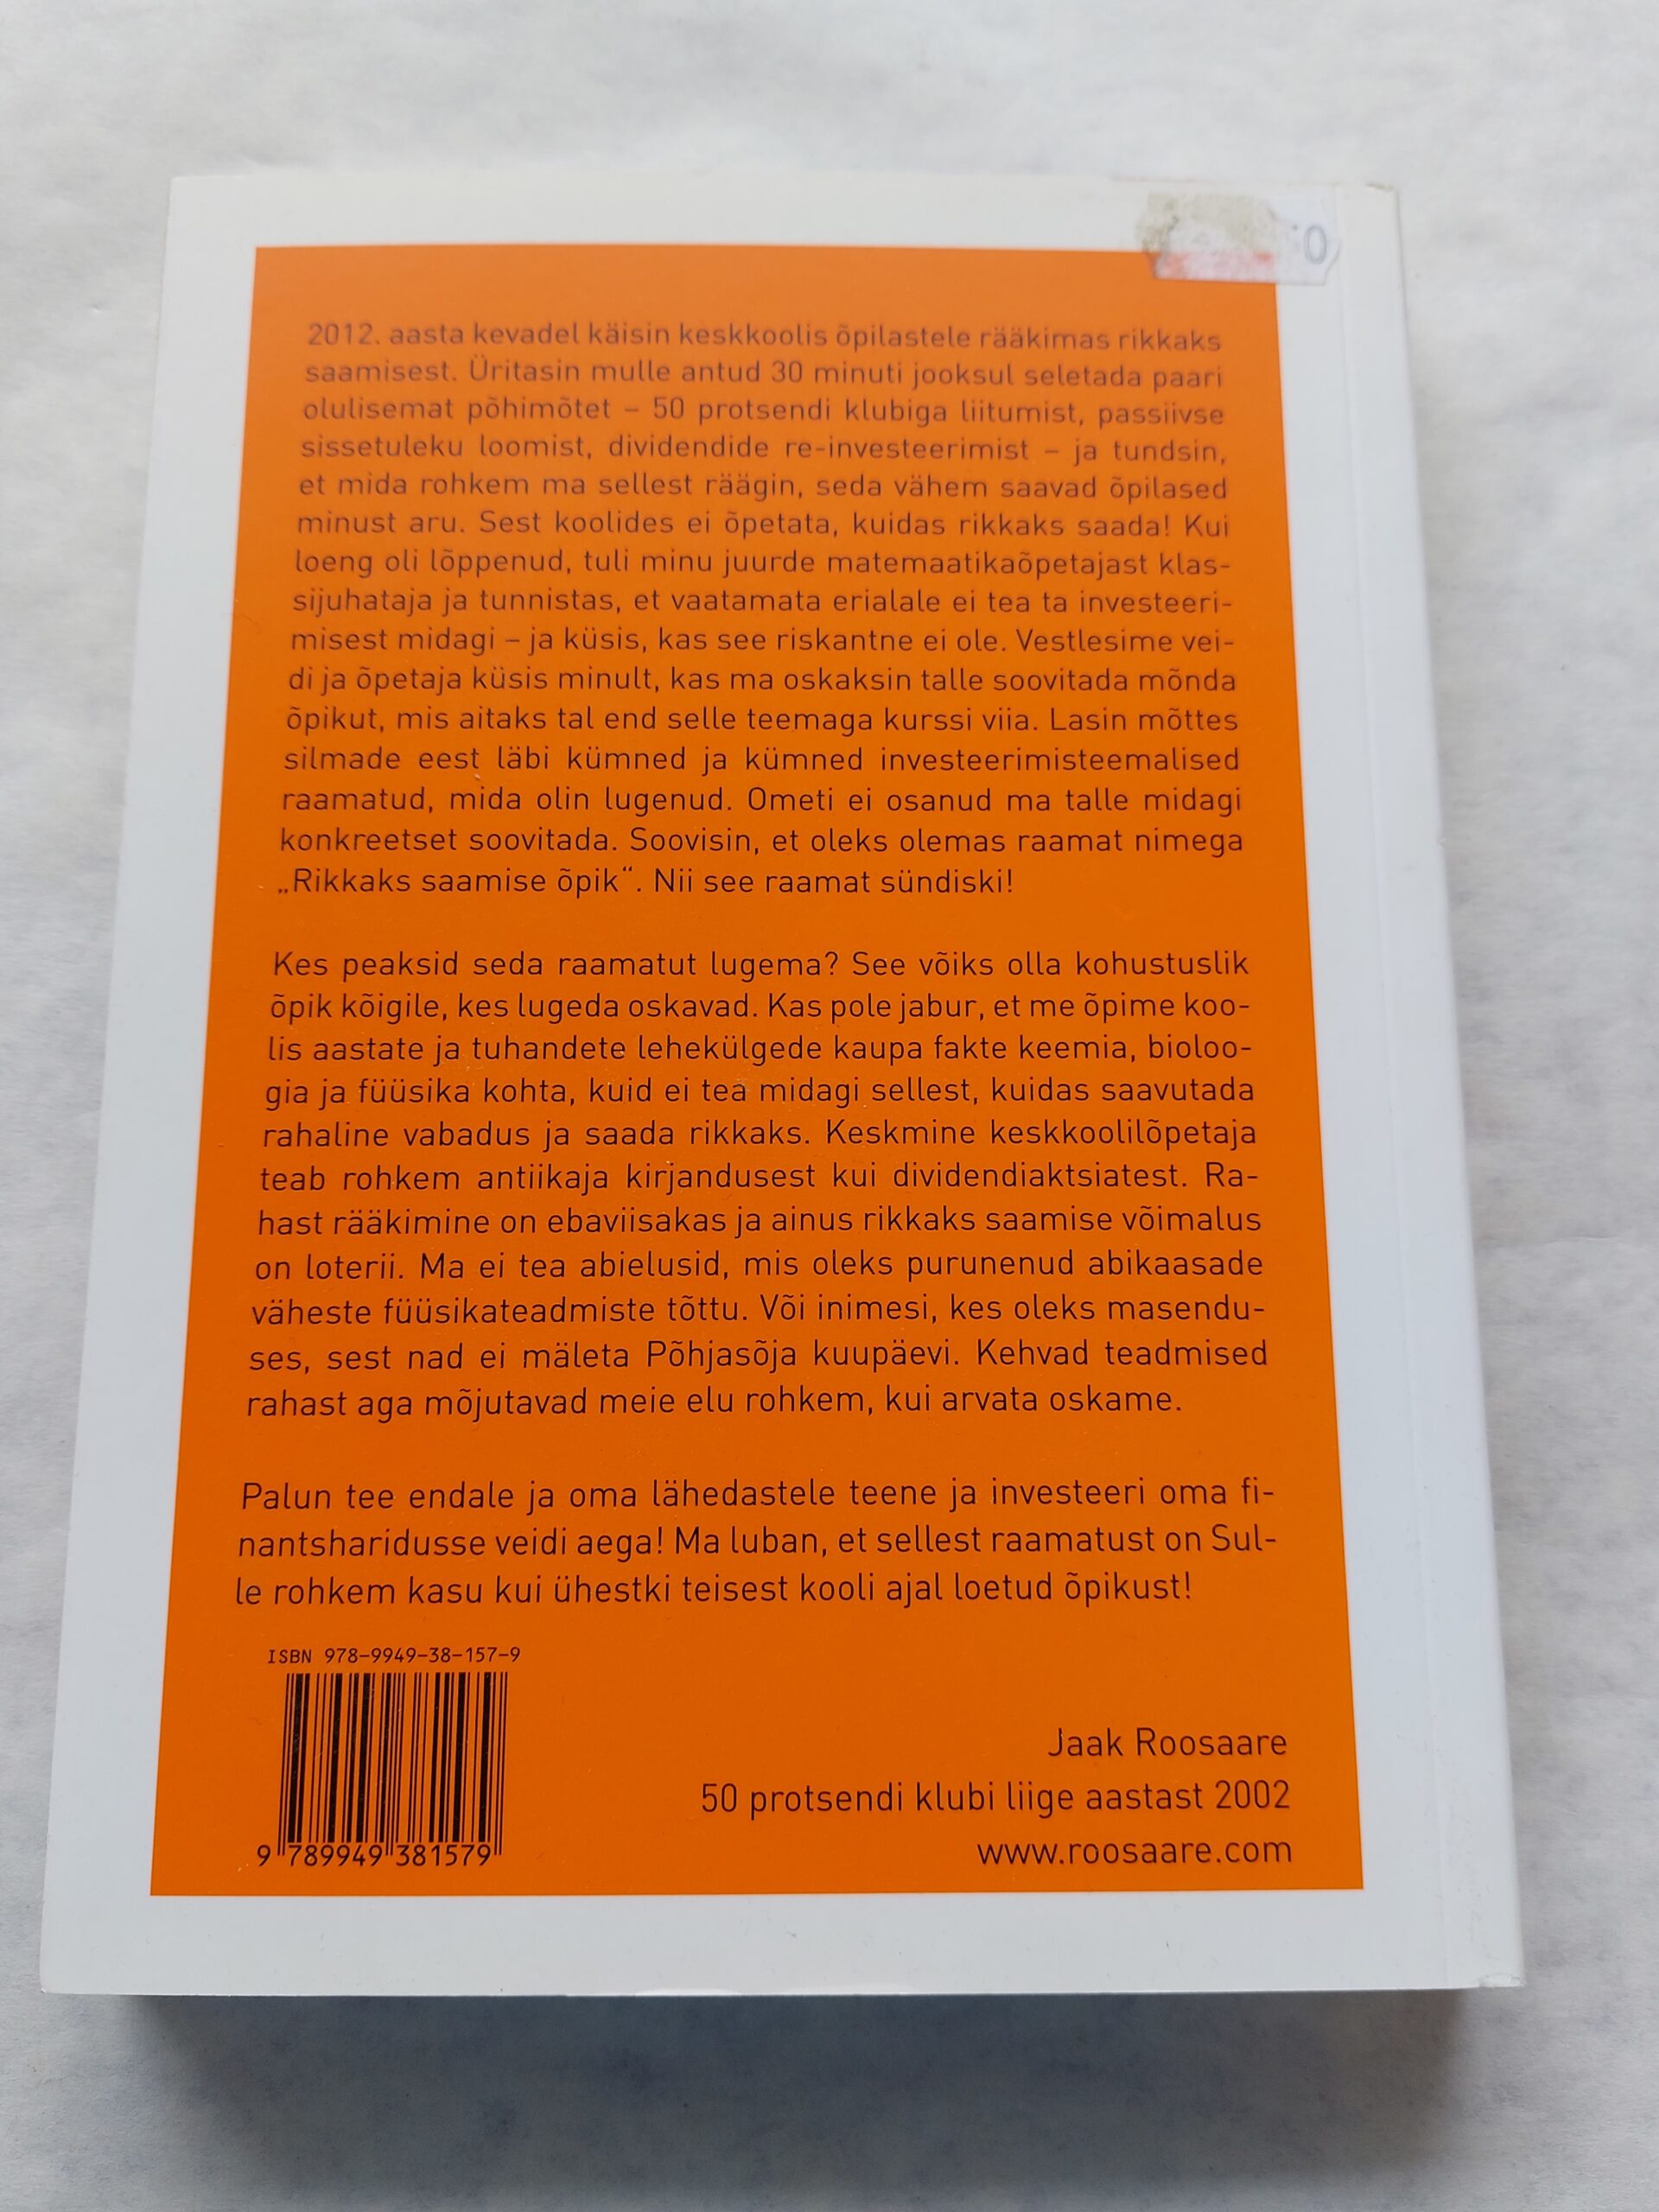 2012. aasta kevadel käisin keskkoolis õpilastele rääkimas rikkaks
saamisest. Üritasin mulle antud 30 minuti jooksul seletada paari
olulisemat põhimõtet – 50 protsendi klubiga liitumist, passiivse
sissetuleku loomist, dividendide re-investeerimist – ja tundsin,
et mida rohkem ma sellest räägin, seda vähem saavad õpilased
minust aru. Sest koolides ei õpetata, kuidas rikkaks saada! Kui
loeng oli lõppenud, tuli minu juurde matemaatikaõpetajast klas-
sijuhataja ja tunnistas, et vaatamata erialale ei tea ta investeeri-
misest midagi – ja küsis, kas see riskantne ei ole. Vestlesime vei-
di ja õpetaja küsis minult, kas ma oskaksin talle soovitada mõnda
õpikut, mis aitaks tal end selle teemaga kurssi viia. Lasin mõttes
silmade eest läbi kümned ja kümned investeerimisteemalised
raamatud, mida olin lugenud. Ometi ei osanud ma talle midagi
konkreetset soovitada. Soovisin, et oleks olemas raamat nimega
„Rikkaks saamise õpik“. Nii see raamat sündiski!
Kes peaksid seda raamatut lugema? See võiks olla kohustuslik
õpik kõigile, kes lugeda oskavad. Kas pole jabur, et me õpime koo-
lis aastate ja tuhandete lehekülgede kaupa fakte keemia, bioloo-
gia ja füüsika kohta, kuid ei tea midagi sellest, kuidas saavutada
rahaline vabadus ja saada rikkaks. Keskmine keskkoolilõpetaja
teab rohkem antiikaja kirjandusest kui dividendiaktsiatest. Ra-
hast rääkimine on ebaviisakas ja ainus rikkaks saamise võimalus
on loterii. Ma ei tea abielusid, mis oleks purunenud abikaasade
väheste füüsikateadmiste tõttu. Või inimesi, kes oleks masendu-
ses, sest nad ei mäleta Põhjasõja kuupäevi. Kehvad teadmised
rahast aga mõjutavad meie elu rohkem, kui arvata oskame.
Palun tee endale ja oma lähedastele teene ja investeeri oma fi-
nantsharidusse veidi aega! Ma luban, et sellest raamatust on Sul-
le rohkem kasu kui ühestki teisest kooli ajal loetud õpikust!
ISBN 978-9949-38-157-9
9 789949 381579
Jaak Roosaare
50 protsendi klubi liige aastast 2002
www.roosaare.com